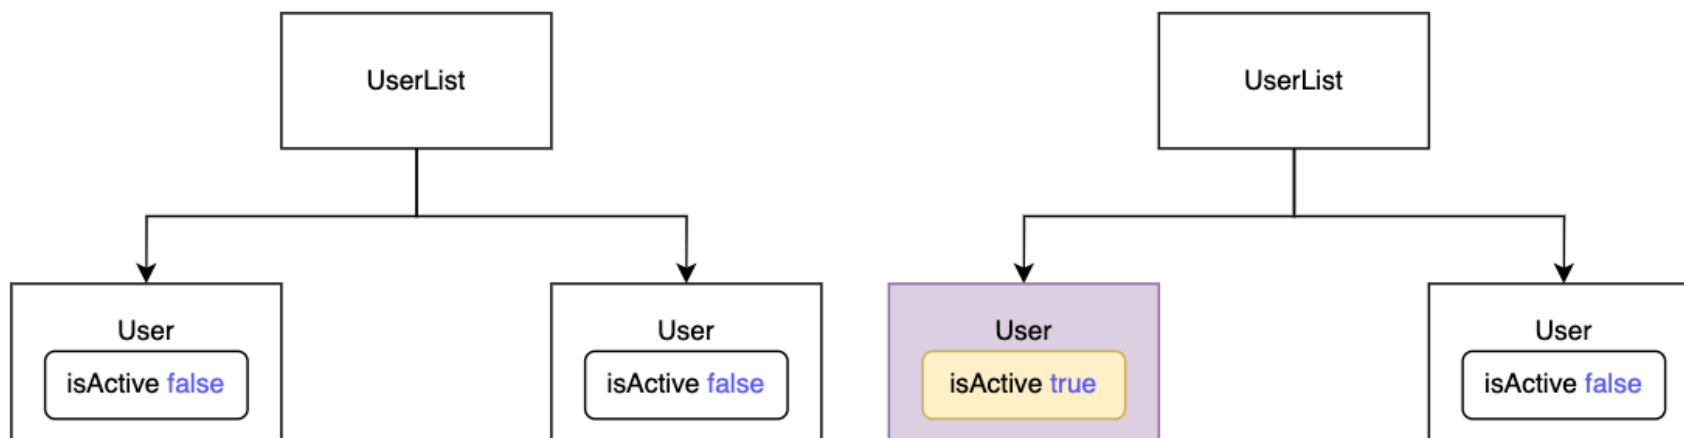 UserList
UserList
User
User
User
User
isActive false
isActive false
isActive true
isActive false